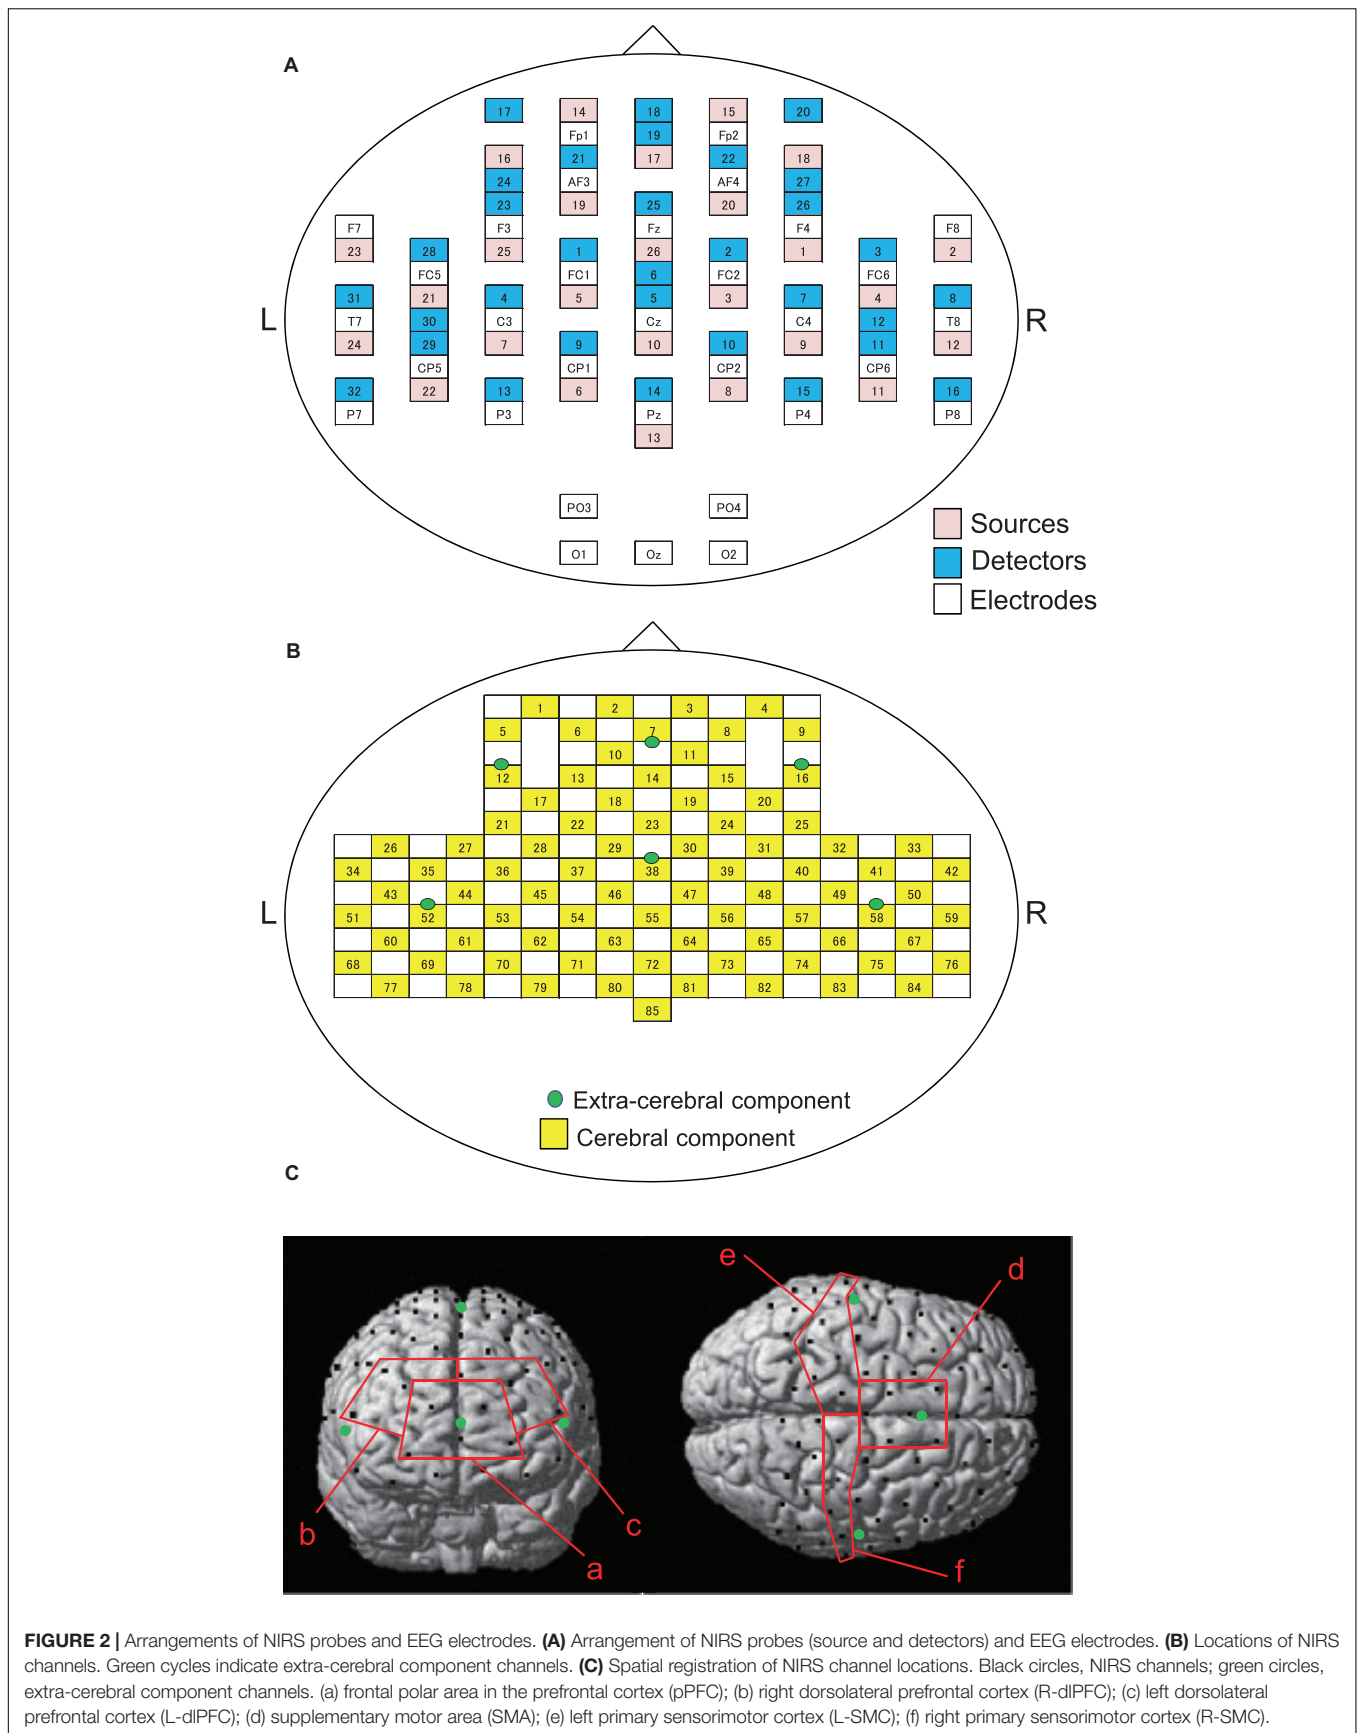 A
17 14 18 15 20
Fp1 19 Fp2
16 21 17 22 18
24 AF3 AF4 27
23 19 25 20 26
F7 F3 Fz F4 F8
23 28 25 1 26 2 1 3 2
FC5 FC1 6 FC2 FC6
31 21 4 5 5 3 7 4 8
T7 30 C3 Cz C4 12 T8
24 29 7 9 10 10 9 11 12
CP5 CP1 CP2 CP6
32 22 13 6 14 8 15 11 16
P7 P3 Pz P4 P8
13
L
R
PO3 PO4
O1 Oz O2
Sources
Detectors
Electrodes
B
1 2 3 4
5 6 7 8 9
10 11
12 13 14 15 16
17 18 19 20
21 22 23 24 25
26 27 28 29 30 31 32 33
34 35 36 37 38 39 40 41 42
43 44 45 46 47 48 49 50
51 52 53 54 55 56 57 58 59
60 61 62 63 64 65 66 67
68 69 70 71 72 73 74 75 76
77 78 79 80 81 82 83 84
85
L
R
Extra-cerebral component
Cerebral component
C
e
d
b
c
a
f
FIGURE 2 | Arrangements of NIRS probes and EEG electrodes. (A) Arrangement of NIRS probes (source and detectors) and EEG electrodes. (B) Locations of NIRS
channels. Green cycles indicate extra-cerebral component channels. (C) Spatial registration of NIRS channel locations. Black circles, NIRS channels; green circles,
extra-cerebral component channels. (a) frontal polar area in the prefrontal cortex (pPFC); (b) right dorsolateral prefrontal cortex (R-dlPFC); (c) left dorsolateral
prefrontal cortex (L-dlPFC); (d) supplementary motor area (SMA); (e) left primary sensorimotor cortex (L-SMC); (f) right primary sensorimotor cortex (R-SMC).